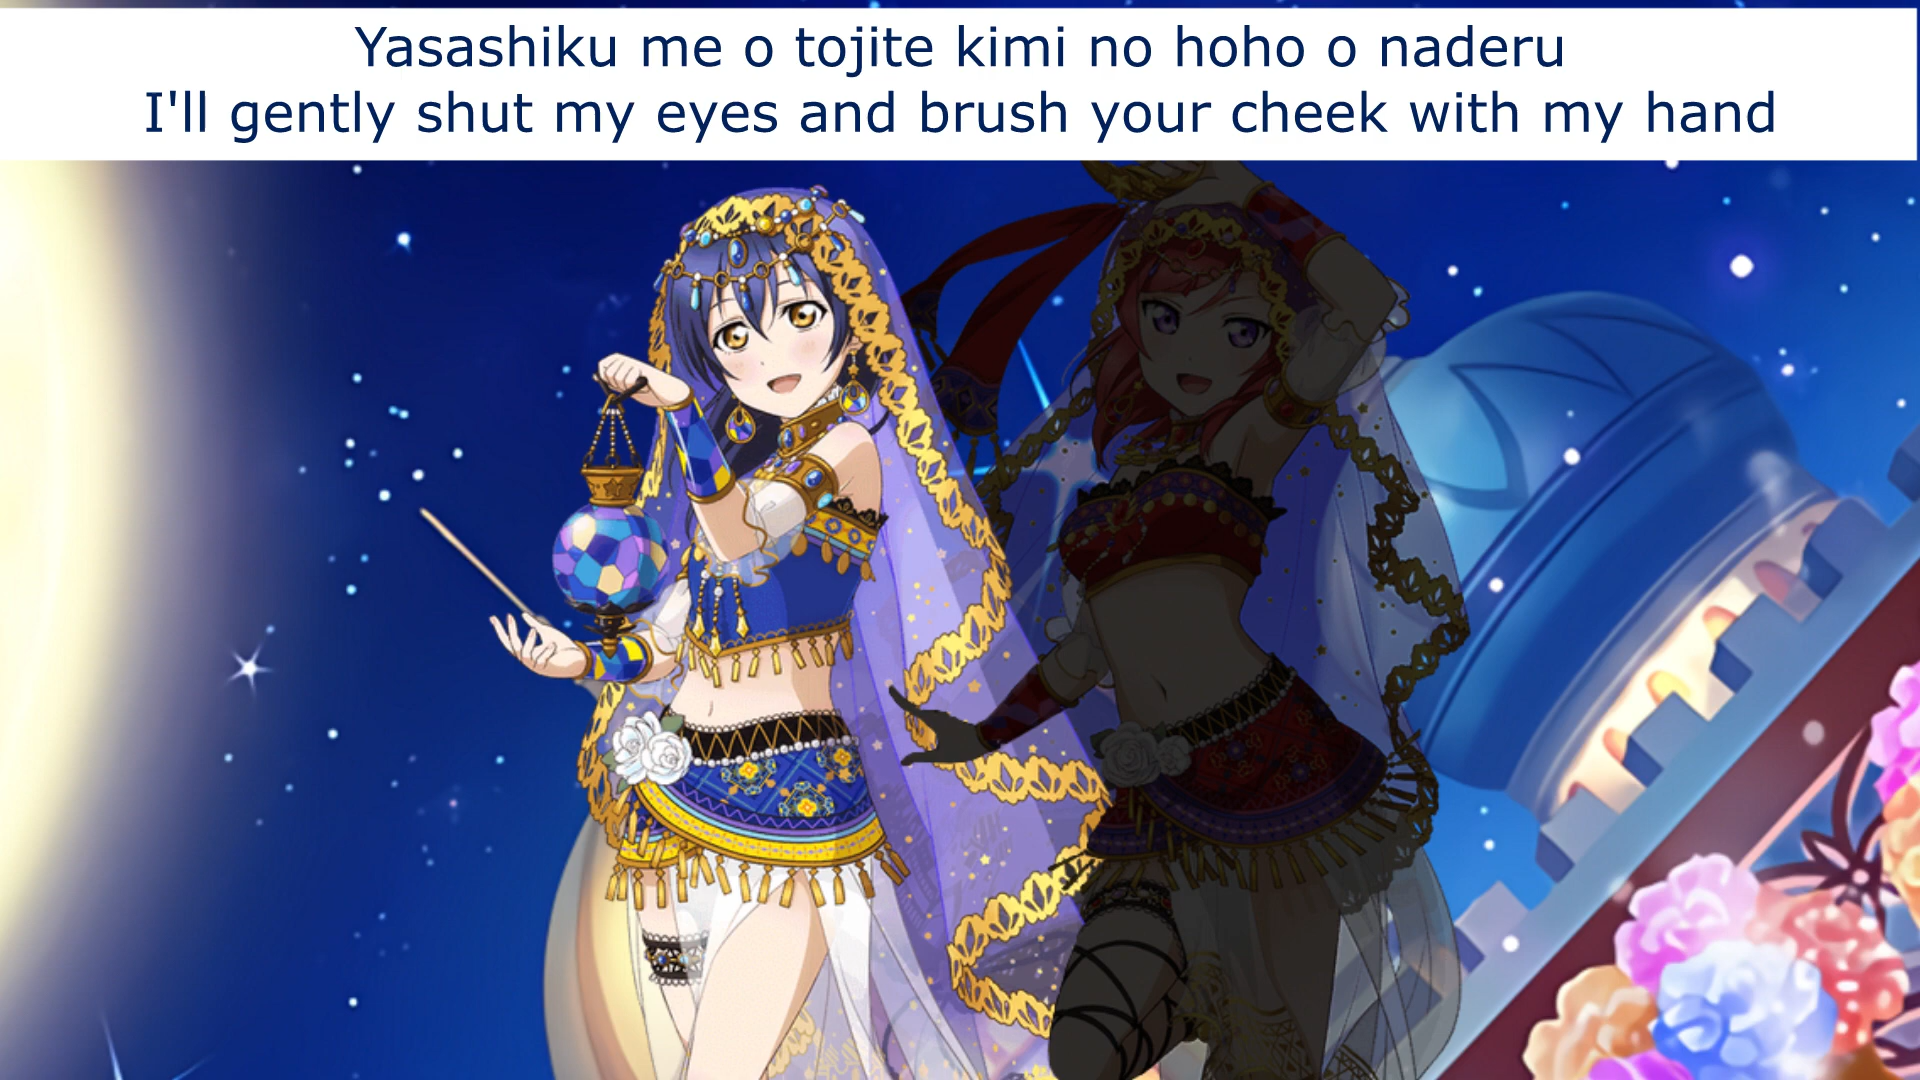 Yasashiku me o tojite kimi no hoho o naderu
I'll gently shut my eyes and brush your cheek with my hand